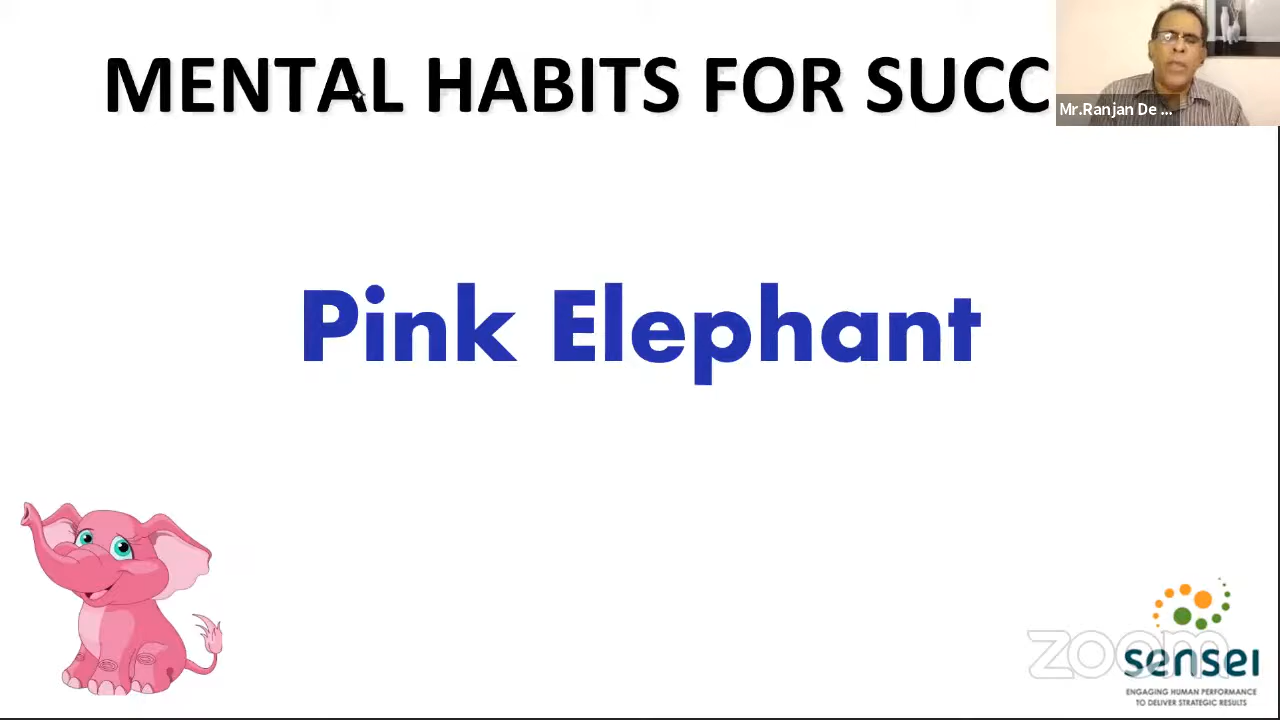 MENTAL HABITS FOR SUCC
Mr.Ranjan De ...
Pink Elephant
zoom
sensei
ENGAGING HUMAN PERFORMANCE
TO DELIVER STRATEGIC RESULTS